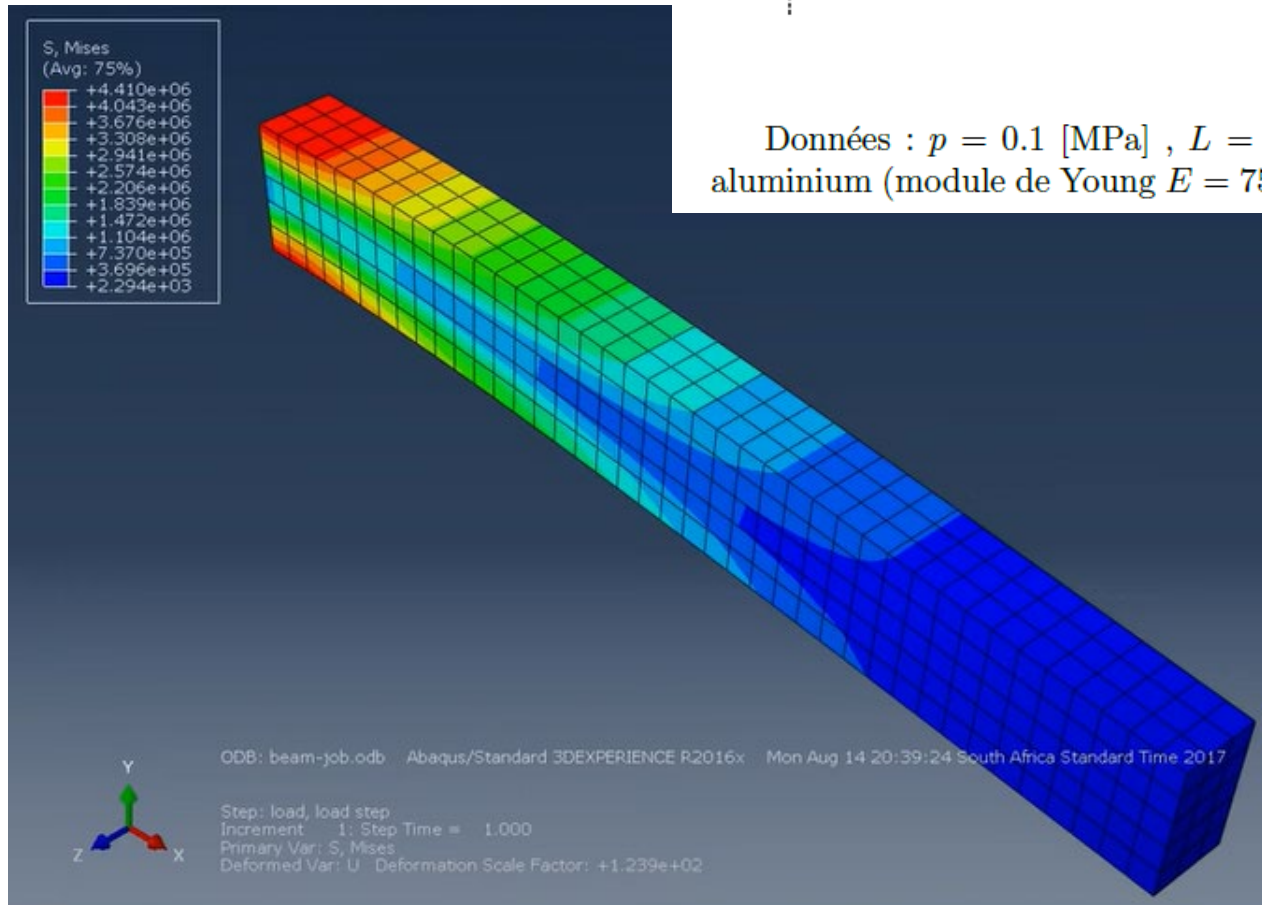 S, Mises
(Avg: 75%)
+4.410e+06
+4.043e+06
+3.676e+06
+3.308e+06
+2.941e+06
+2.574e+06
+2.206e+06
+1.839e+06
+1.472e+06
+1.104e+06
+7.370e+05
+3.696e+05
+2.294e+03
Données : p = 0.1 [MPa] , L =
aluminium (module de Young E = 75
ODB: beam-job.odb Abaqus/Standard 3DEXPERIENCE R2016x Mon Aug 14 20:39:24 South Africa Standard Time 2017
Y
Z
X
Step: load, load step
Increment 1: Step Time = 1.000
Primary Var: S, Mises
Deformed Var: U Deformation Scale Factor: +1.239e+02